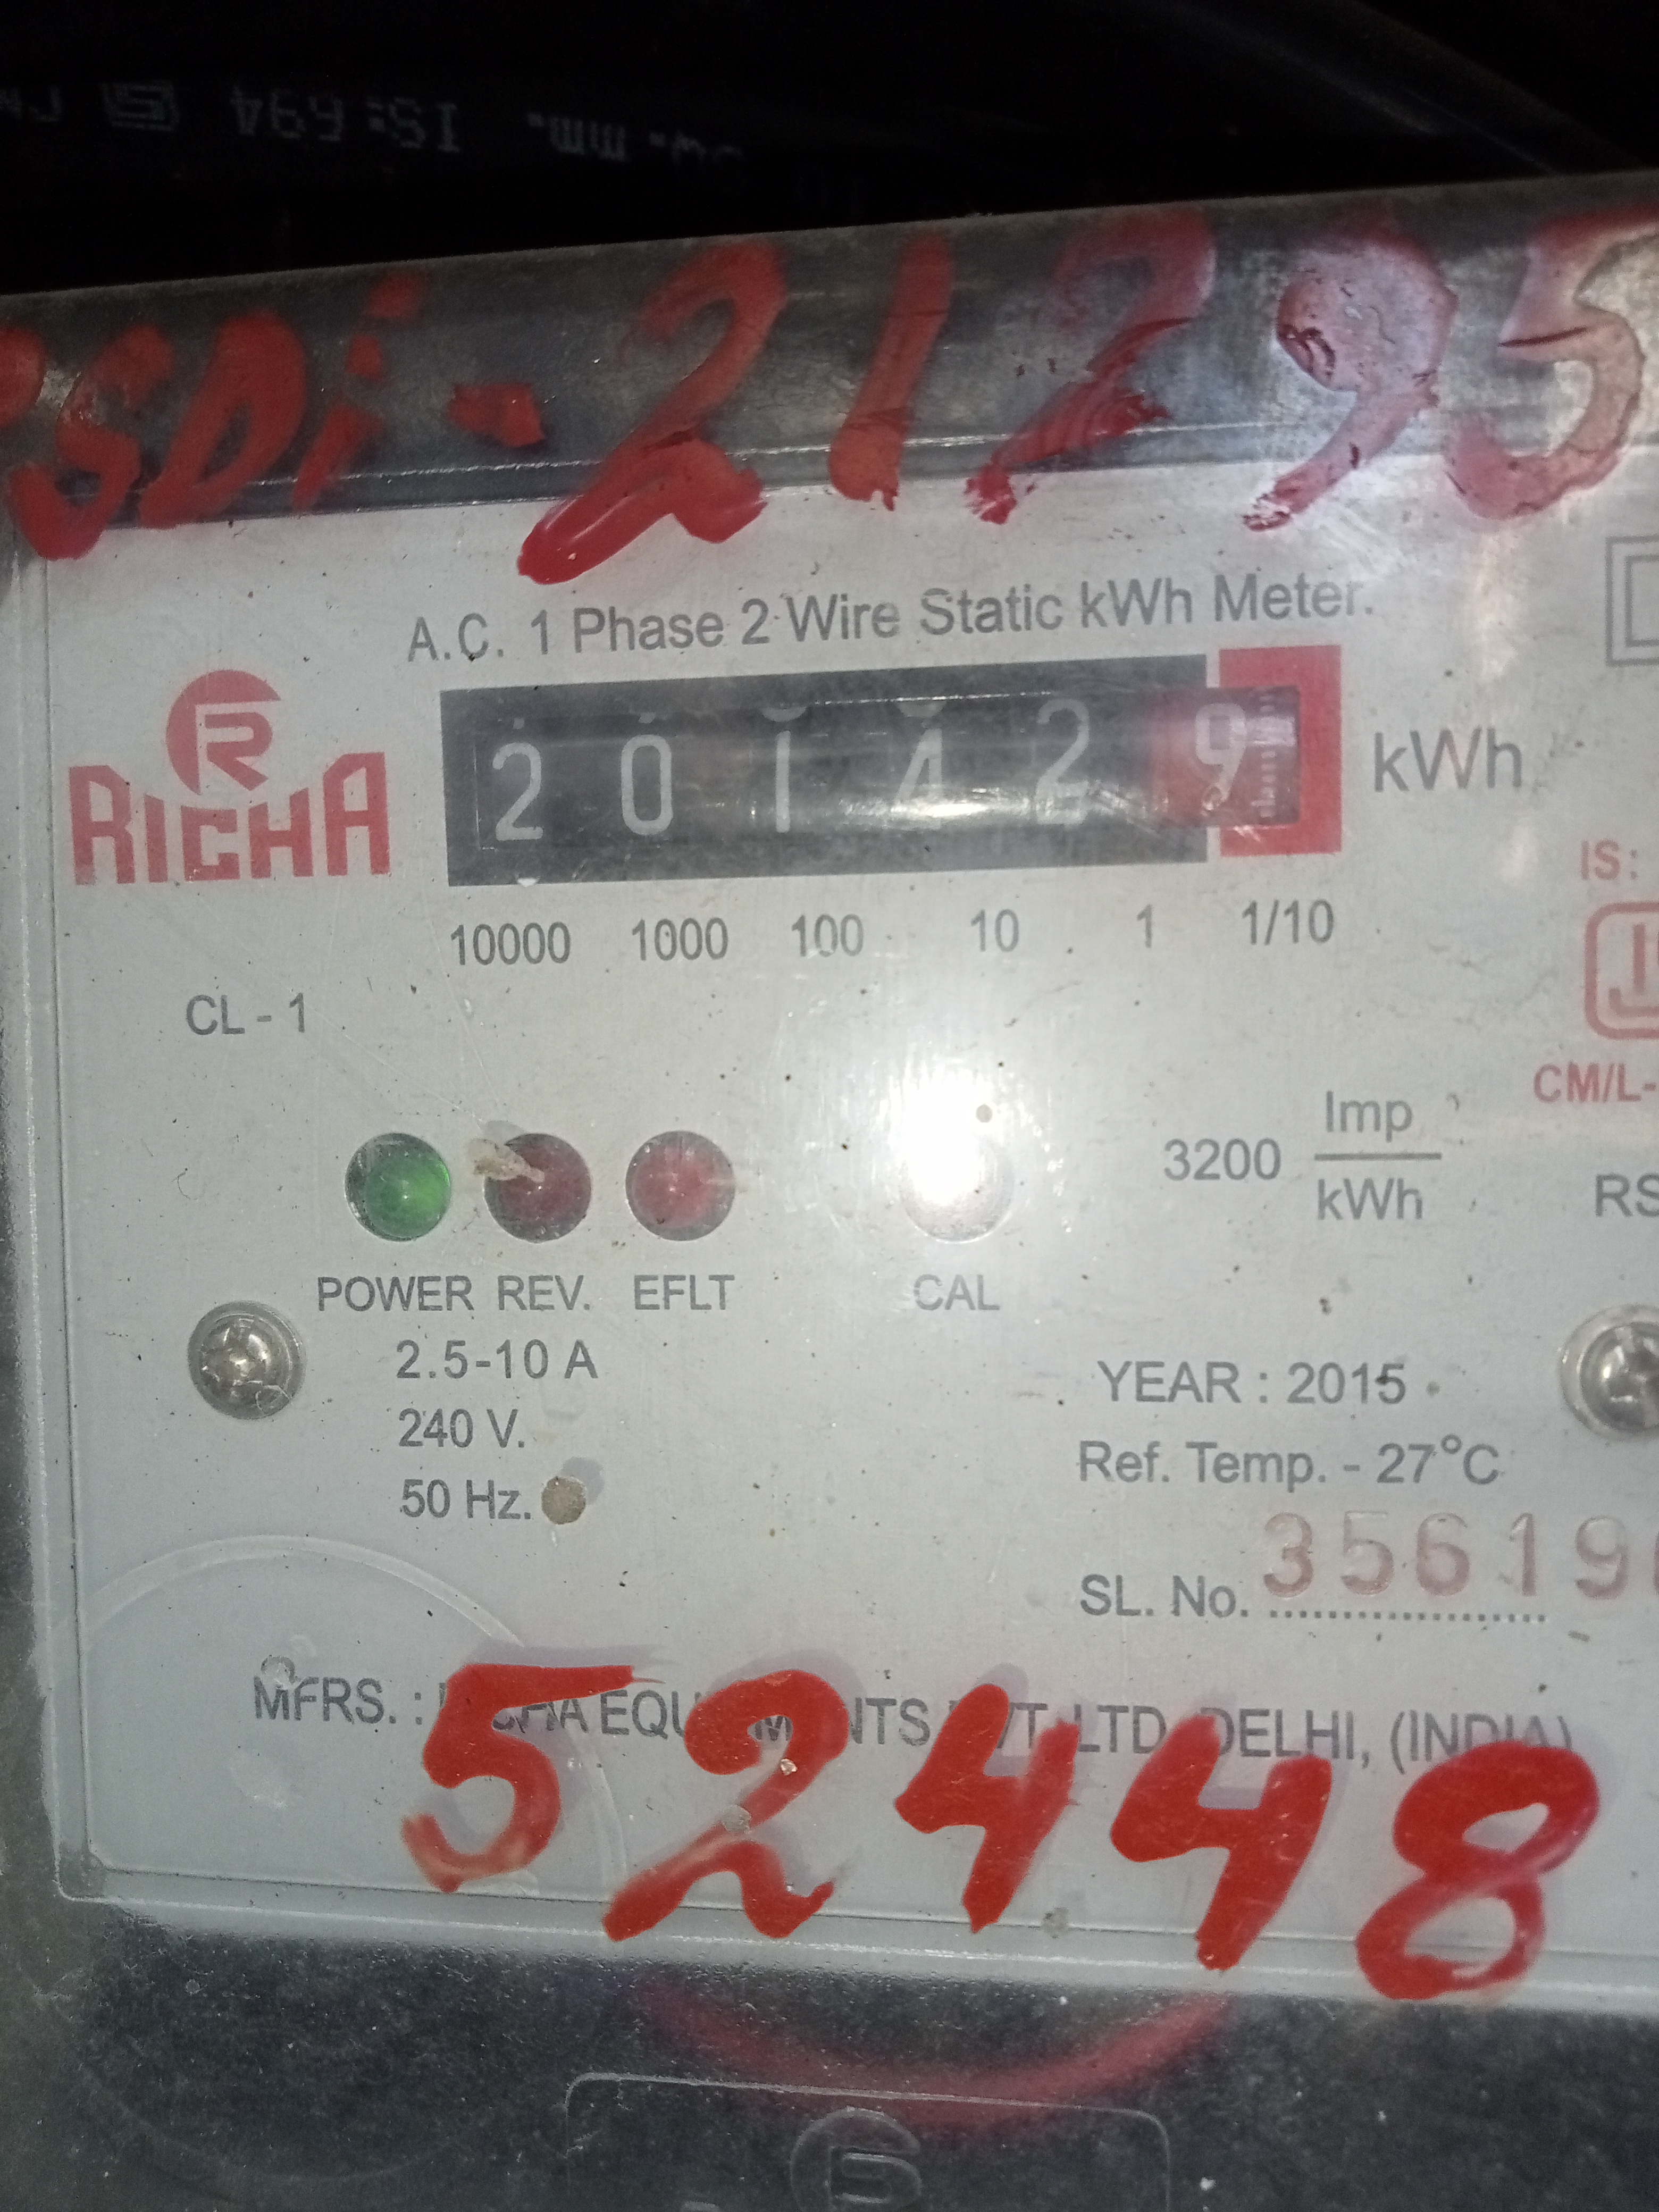 IS:694 mm.
SDi-21295
A.C. 1 Phase 2 Wire Static kWh Meter.
RICHA
2 0 1 4 2 9 kWh
10000 1000 100 10 1 1/10
IS:
CL - 1
CM/L-
3200 Imp
kWh
POWER REV. EFLT CAL
2.5-10 A
240 V.
50 Hz.
YEAR : 2015
Ref. Temp. - 27°C
SL. No. 35619
MFRS. : LTD. DELHI, (INDIA)
52448